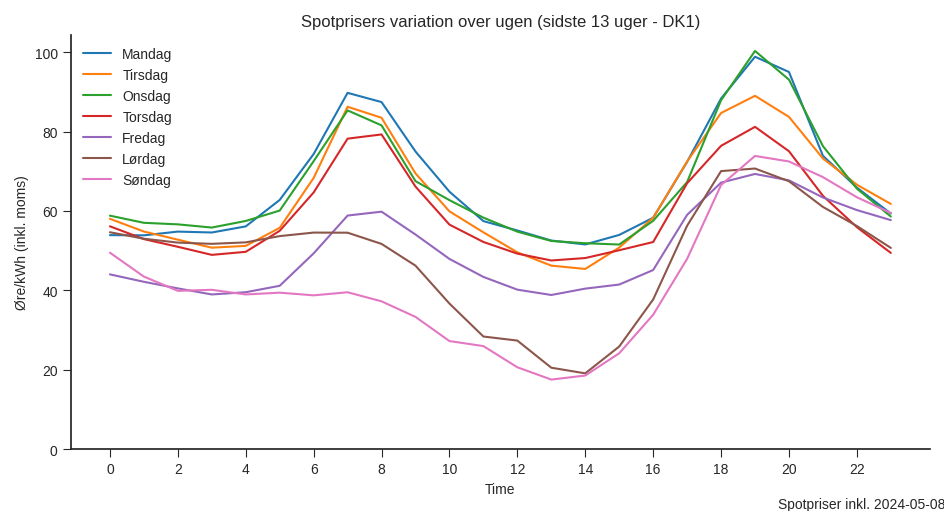 Spotprisers variation over ugen (sidste 13 uger - DK1)
Mandag
Tirsdag
Onsdag
Torsdag
Fredag
Lørdag
Søndag
Øre/kWh (inkl. moms)
100
80
60
40
20
0
0 2 4 6 8 10 12 14 16 18 20 22
Time
Spotpriser inkl. 2024-05-08